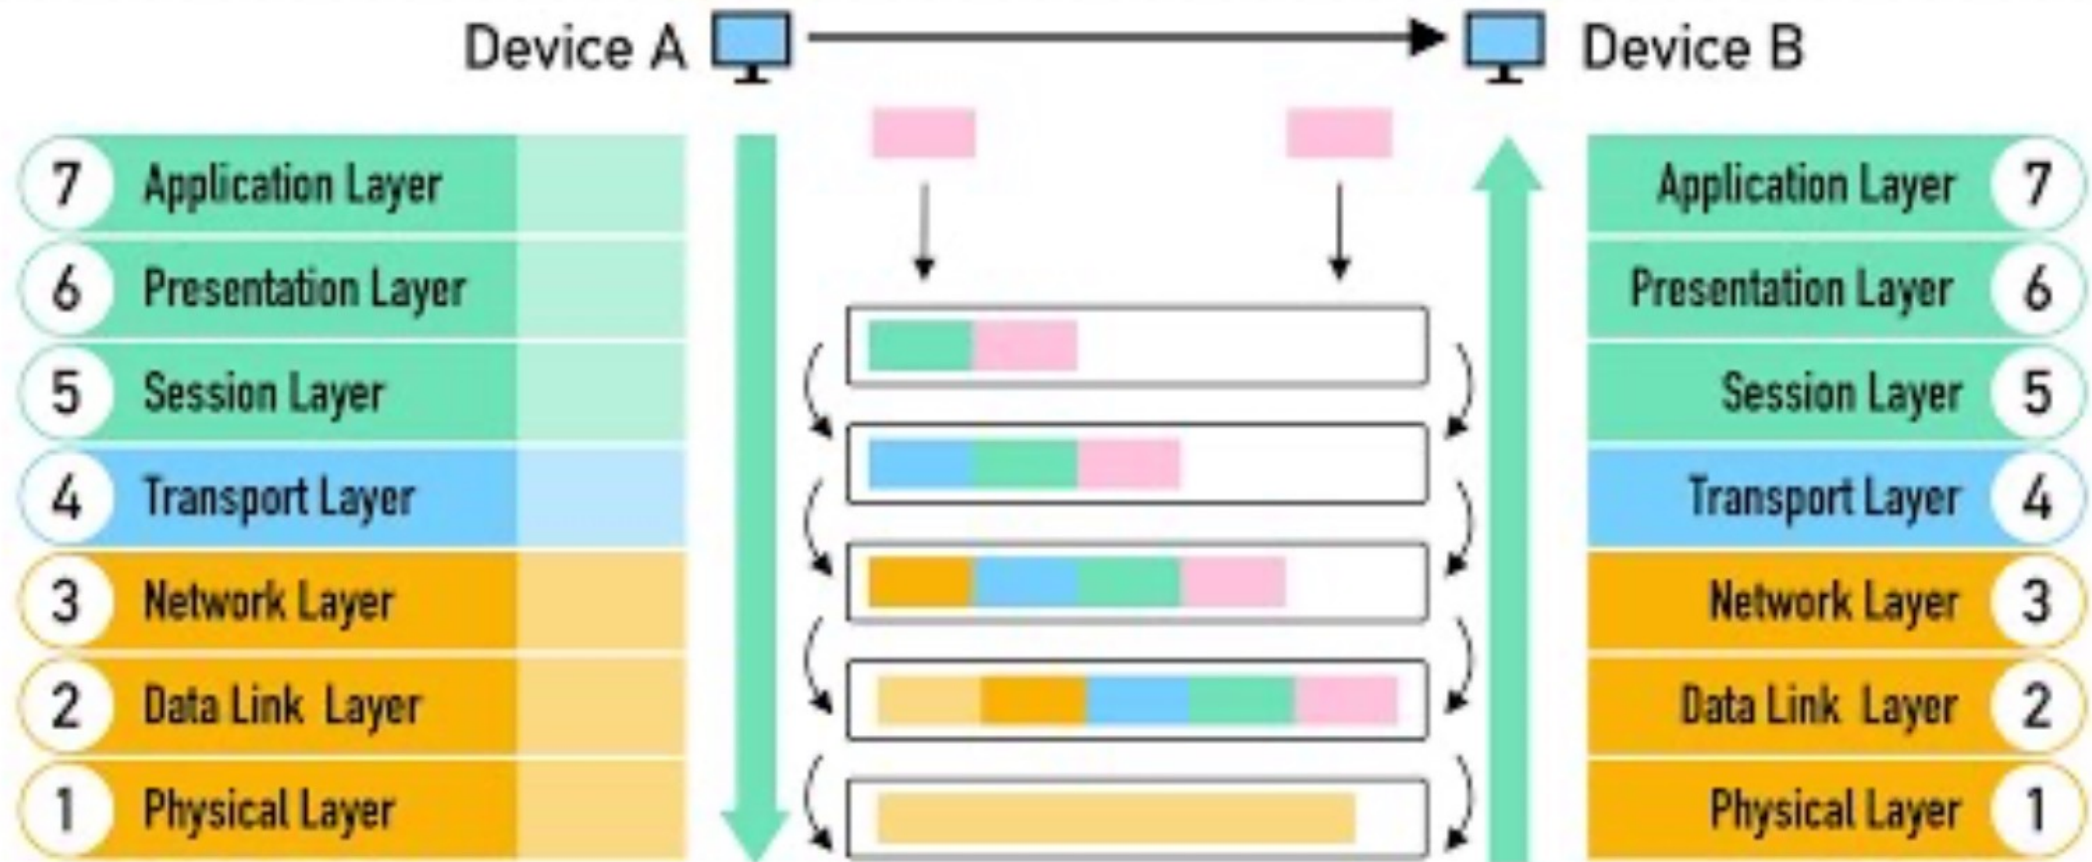 Device A
Device B
7 Application Layer
6 Presentation Layer
5 Session Layer
4 Transport Layer
3 Network Layer
2 Data Link Layer
1 Physical Layer
Application Layer 7
Presentation Layer 6
Session Layer 5
Transport Layer 4
Network Layer 3
Data Link Layer 2
Physical Layer 1